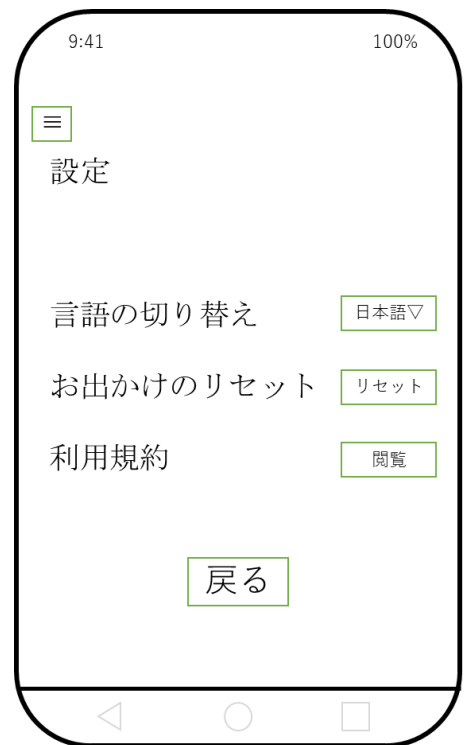 9:41 100%
≡
設定
言語の切り替え 日本語▽
お出かけのリセット リセット
利用規約 閲覧
戻る